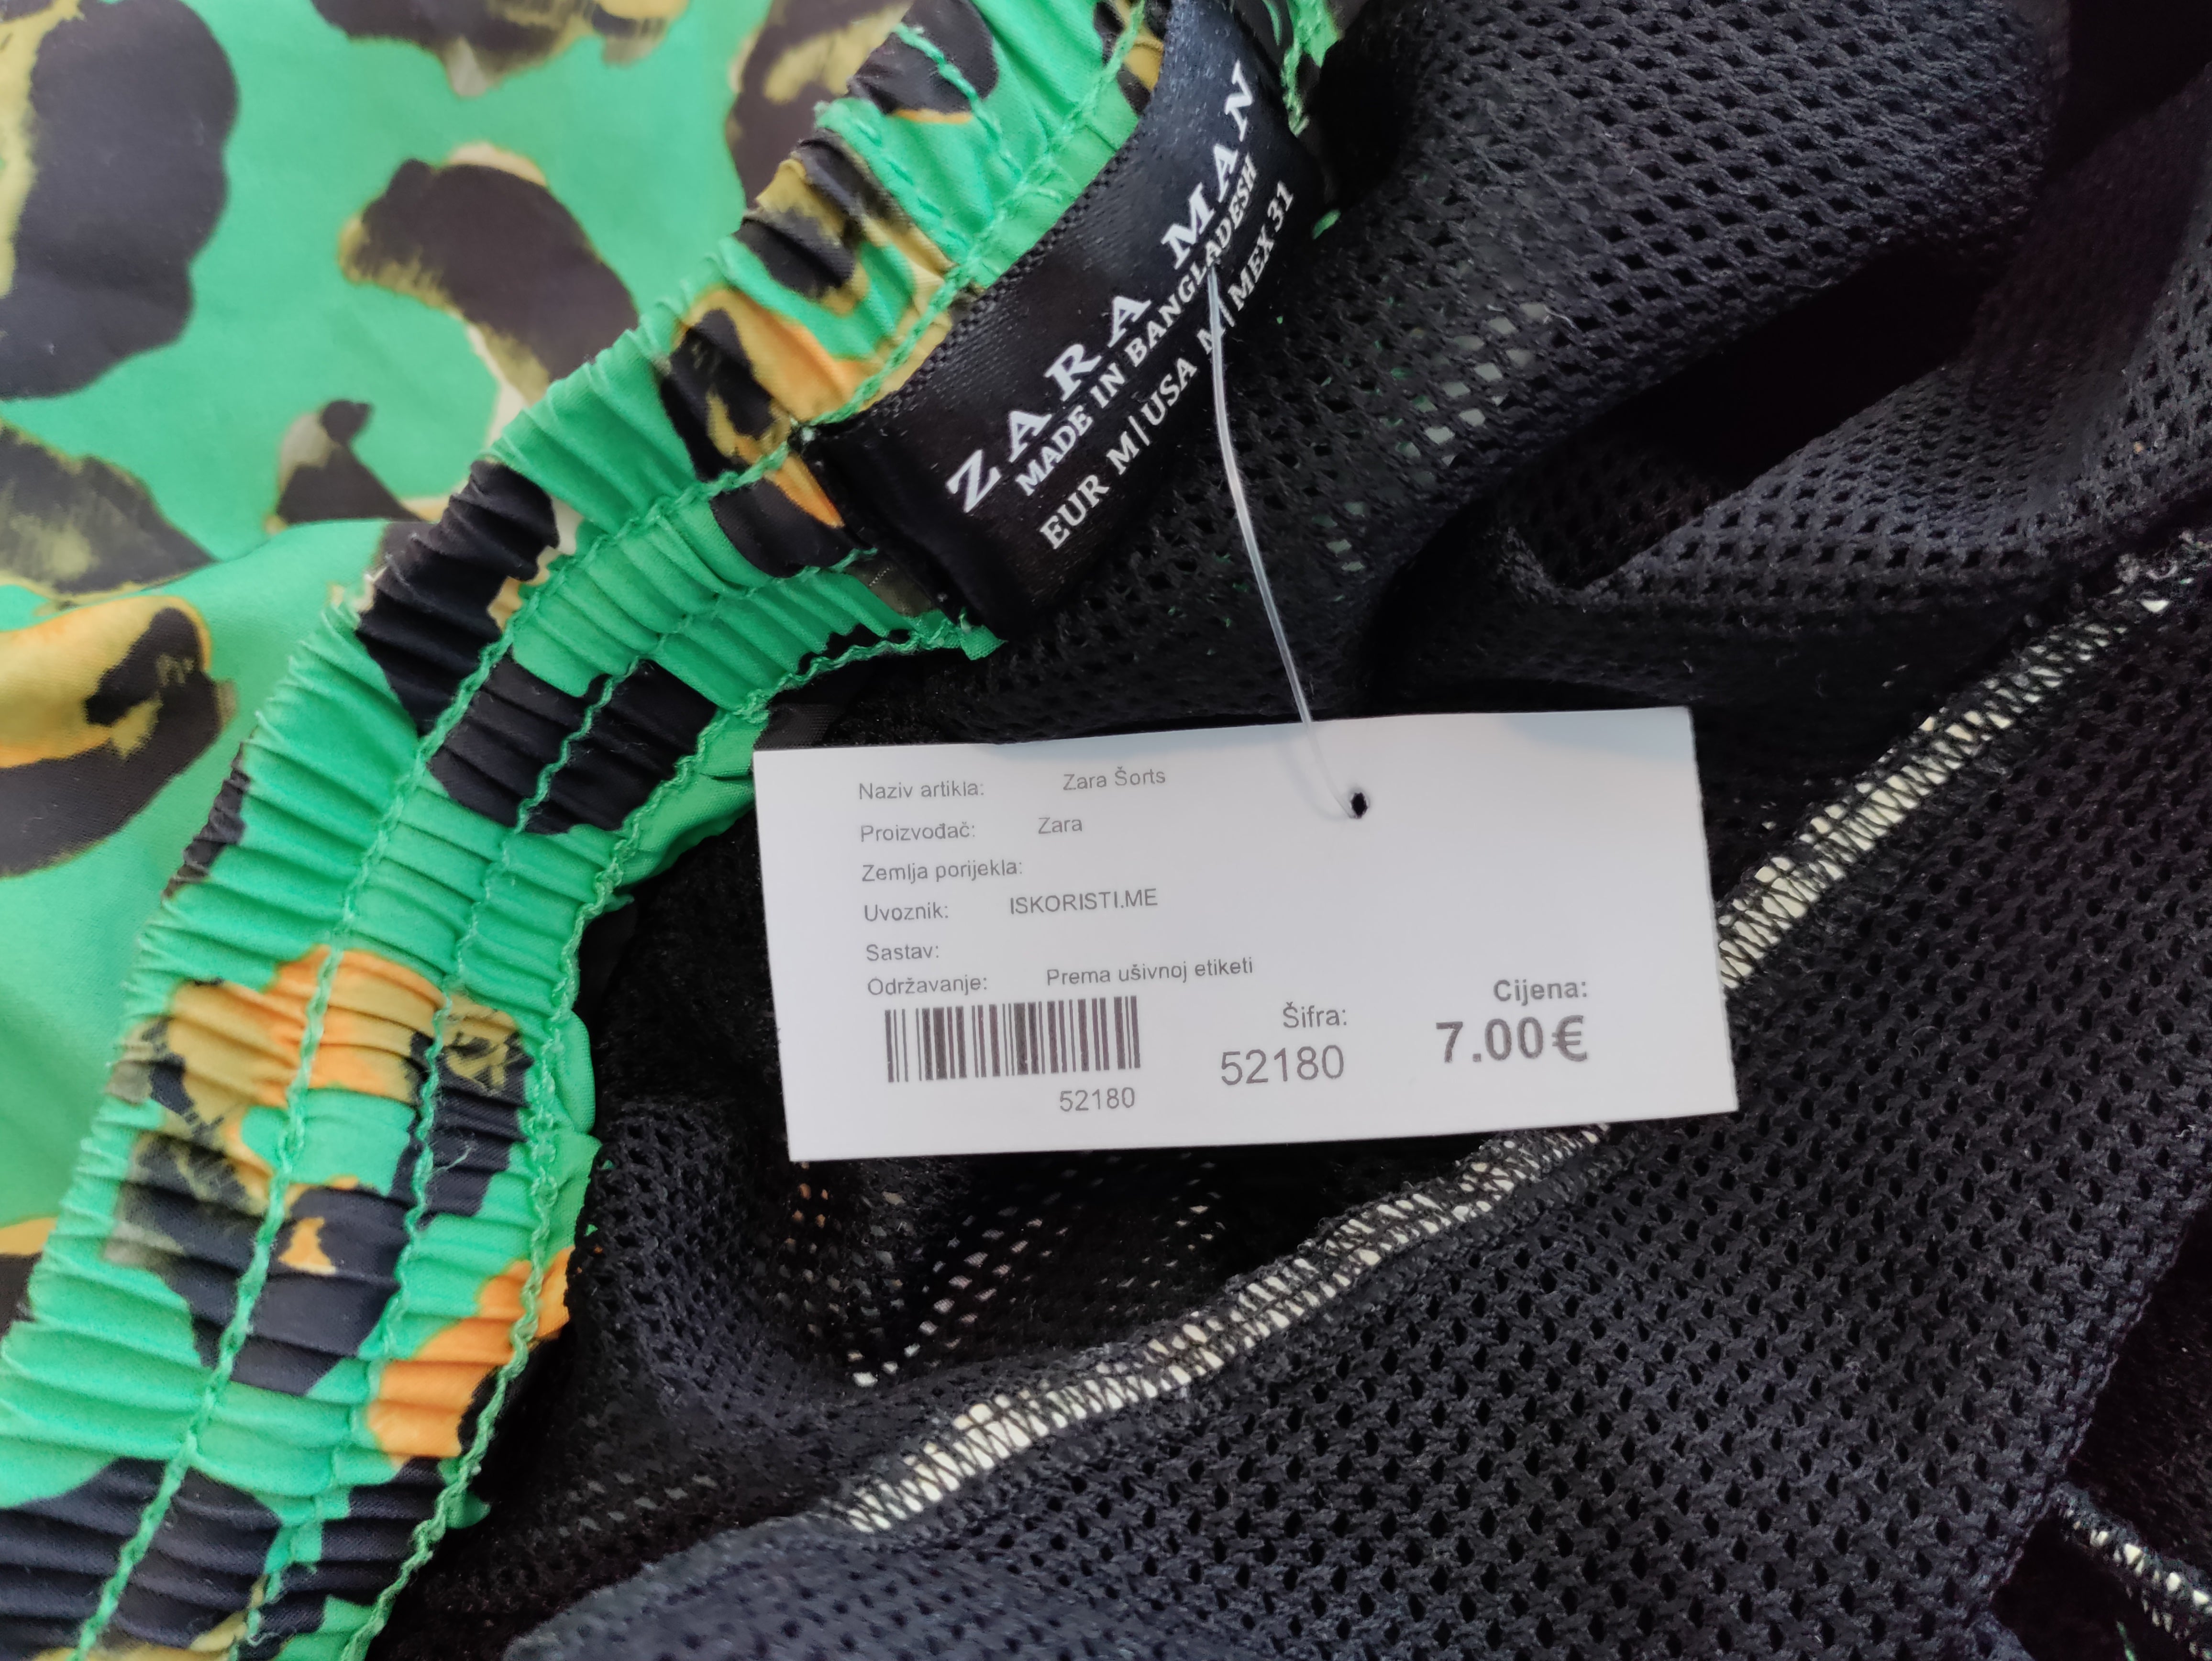 ZARA MAN
MADE IN BANGLADESH
EUR M|USA M|MEX 31
Naziv artikla: Zara Šorts
Proizvođač: Zara
Zemlja porijekla:
Uvoznik: ISKORISTI.ME
Sastav:
Održavanje: Prema ušivnoj etiketi
52180
Šifra:
52180
Cijena:
7.00€